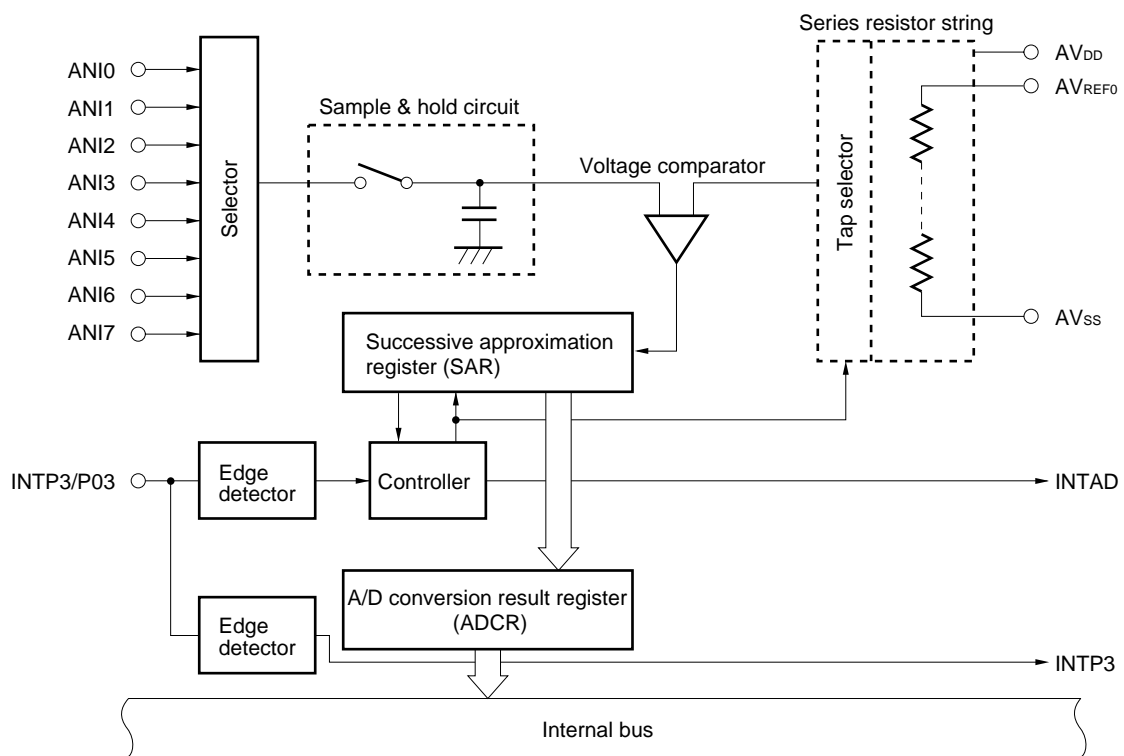 Series resistor string
ANI0
ANI1
ANI2
ANI3
ANI4
ANI5
ANI6
ANI7
Selector
Sample & hold circuit
Voltage comparator
Tap selector
AVDD
AVREF0
AVSS
Successive approximation
register (SAR)
INTP3/P03
Edge
detector
Controller
INTAD
A/D conversion result register
(ADCR)
Edge
detector
INTP3
Internal bus